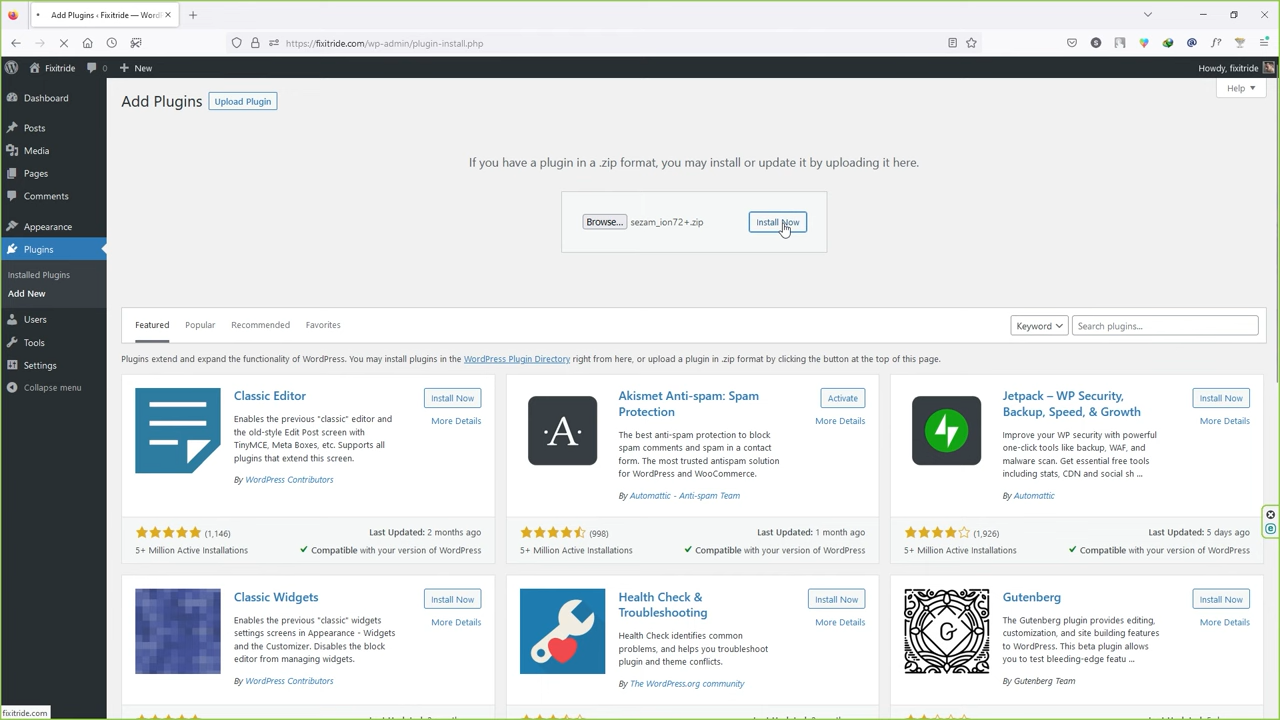 Add Plugins ‹ Fixitride — Word
https://fixitride.com/wp-admin/plugin-install.php
Fixitride
0
New
Howdy, fixitride
Dashboard
Posts
Media
Pages
Comments
Appearance
Plugins
Installed Plugins
Add New
Users
Tools
Settings
Collapse menu
Add Plugins
Upload Plugin
Help
If you have a plugin in a .zip format, you may install or update it by uploading it here.
Browse... sezam_ion72+.zip
Install Now
Featured Popular Recommended Favorites
Keyword
Search plugins...
Plugins extend and expand the functionality of WordPress. You may install plugins in the WordPress Plugin Directory right from here, or upload a plugin in .zip format by clicking the button at the top of this page.
Classic Editor
Install Now
More Details
Enables the previous "classic" editor and
the old-style Edit Post screen with
TinyMCE, Meta Boxes, etc. Supports all
plugins that extend this screen.
By WordPress Contributors
(1,146)
Last Updated: 2 months ago
5+ Million Active Installations
Compatible with your version of WordPress
·A·
Akismet Anti-spam: Spam
Protection
Activate
More Details
The best anti-spam protection to block
spam comments and spam in a contact
form. The most trusted antispam solution
for WordPress and WooCommerce.
By Automattic - Anti-spam Team
(998)
Last Updated: 1 month ago
5+ Million Active Installations
Compatible with your version of WordPress
Jetpack – WP Security,
Backup, Speed, & Growth
Install Now
More Details
Improve your WP security with powerful
one-click tools like backup, WAF, and
malware scan. Get essential free tools
including stats, CDN and social sh ...
By Automattic
(1,926)
Last Updated: 5 days ago
5+ Million Active Installations
Compatible with your version of WordPress
Classic Widgets
Install Now
More Details
Enables the previous "classic" widgets
settings screens in Appearance - Widgets
and the Customizer. Disables the block
editor from managing widgets.
By WordPress Contributors
Health Check &
Troubleshooting
Install Now
More Details
Health Check identifies common
problems, and helps you troubleshoot
plugin and theme conflicts.
By The WordPress.org community
G
Gutenberg
Install Now
More Details
The Gutenberg plugin provides editing,
customization, and site building features
to WordPress. This beta plugin allows
you to test bleeding-edge featu ...
By Gutenberg Team
fixitride.com